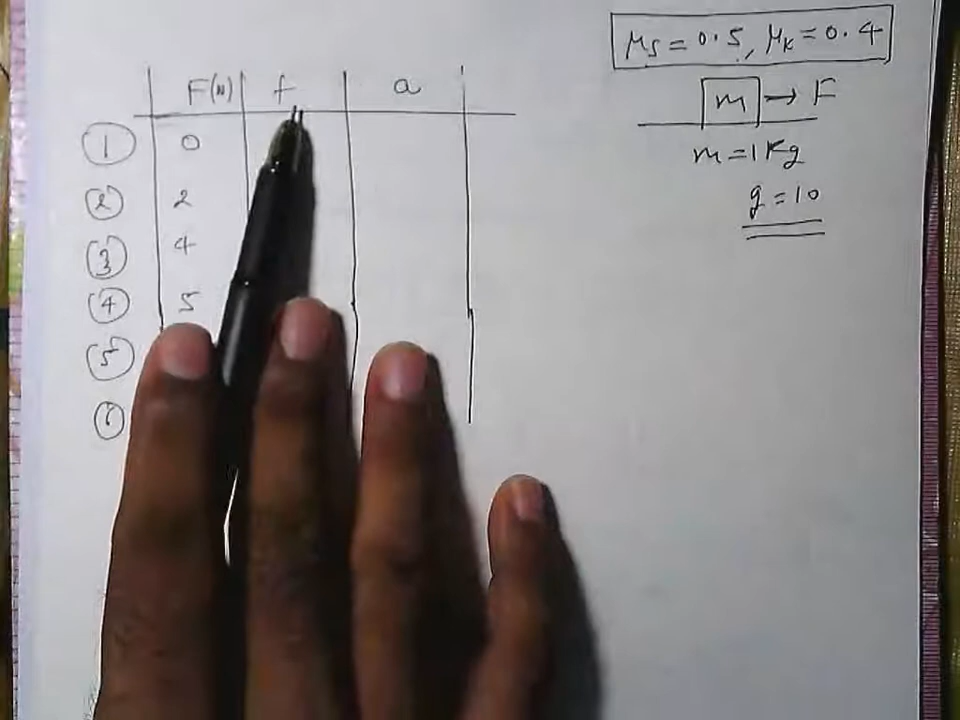 μs = 0.5, μk = 0.4
F(N) f a
m → F
① 0
m = 1 Kg
② 2
g = 10
③ 4
④ 5
⑤
⑥